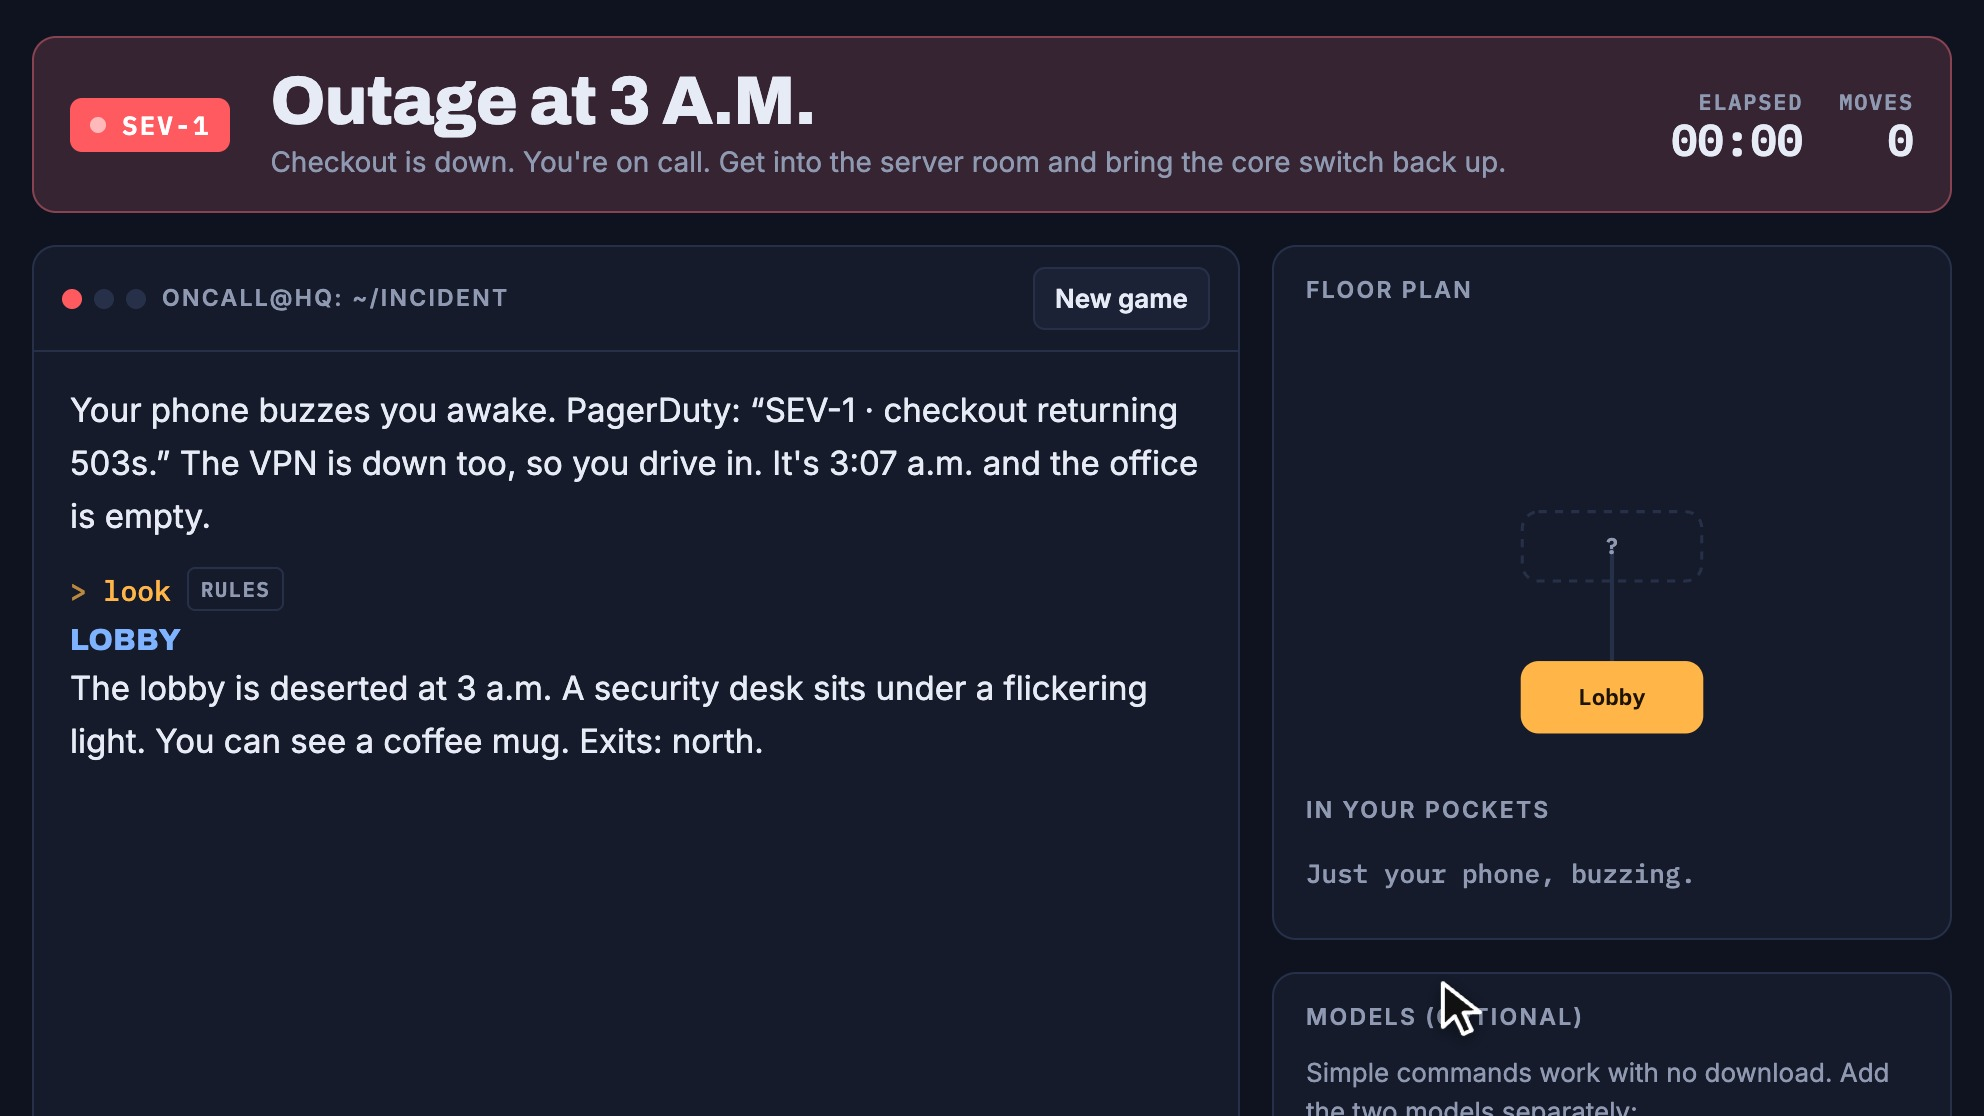 SEV-1
Outage at 3 A.M.
Checkout is down. You're on call. Get into the server room and bring the core switch back up.
ELAPSED MOVES
00:00 0
ONCALL@HQ: ~/INCIDENT
New game
Your phone buzzes you awake. PagerDuty: “SEV-1 · checkout returning
503s.” The VPN is down too, so you drive in. It's 3:07 a.m. and the office
is empty.
> look RULES
LOBBY
The lobby is deserted at 3 a.m. A security desk sits under a flickering
light. You can see a coffee mug. Exits: north.
FLOOR PLAN
?
Lobby
IN YOUR POCKETS
Just your phone, buzzing.
MODELS
Simple commands work with no download. Add
the two models separately: